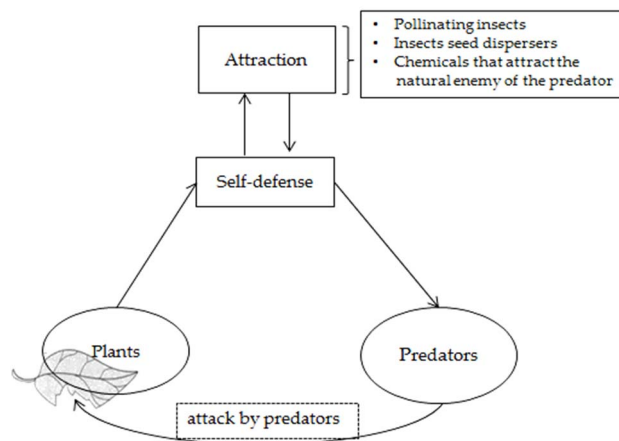 Attraction
• Pollinating insects
• Insects seed dispersers
• Chemicals that attract the
natural enemy of the predator
Self-defense
Plants
Predators
attack by predators